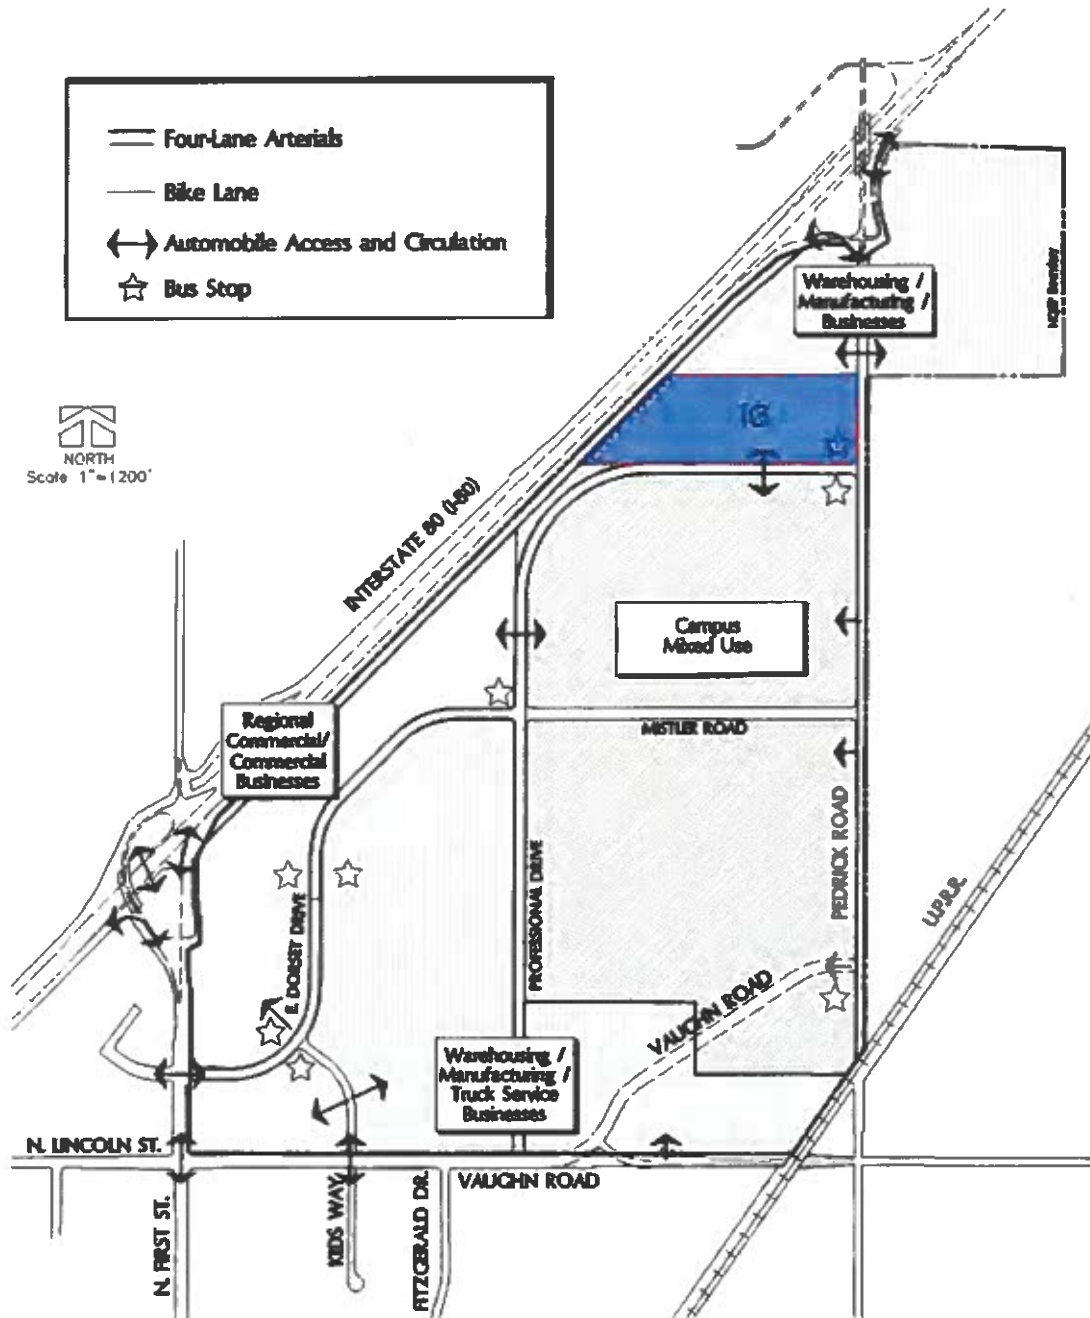 Four-Lane Arterials
Bike Lane
Automobile Access and Circulation
Bus Stop
NORTH
Scale 1"=1200'
Warehousing /
Manufacturing /
Businesses
NQSP Boundary
INTERSTATE 80 (I-80)
Campus
Mixed Use
MISTLER ROAD
Regional
Commercial/
Commercial
Businesses
PEDRICK ROAD
U.P.R.R.
PROFESSIONAL DRIVE
E. DORSET DRIVE
VAUGHN ROAD
Warehousing /
Manufacturing /
Truck Service
Businesses
N. LINCOLN ST.
VAUGHN ROAD
N. FIRST ST.
KIDS WAY
FITZGERALD DR.